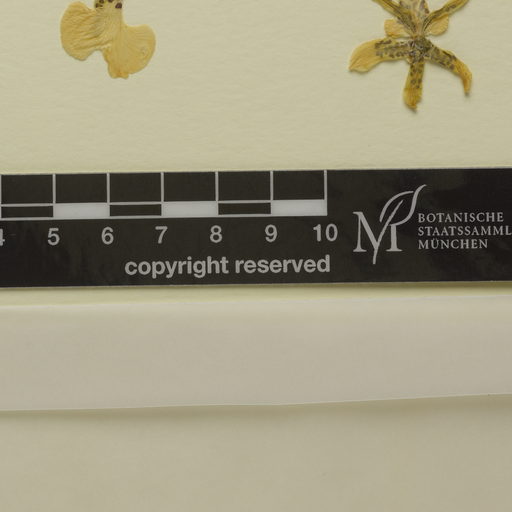 4 5 6 7 8 9 10
copyright reserved
M
BOTANISCHE
STAATSSAMML
MÜNCHEN